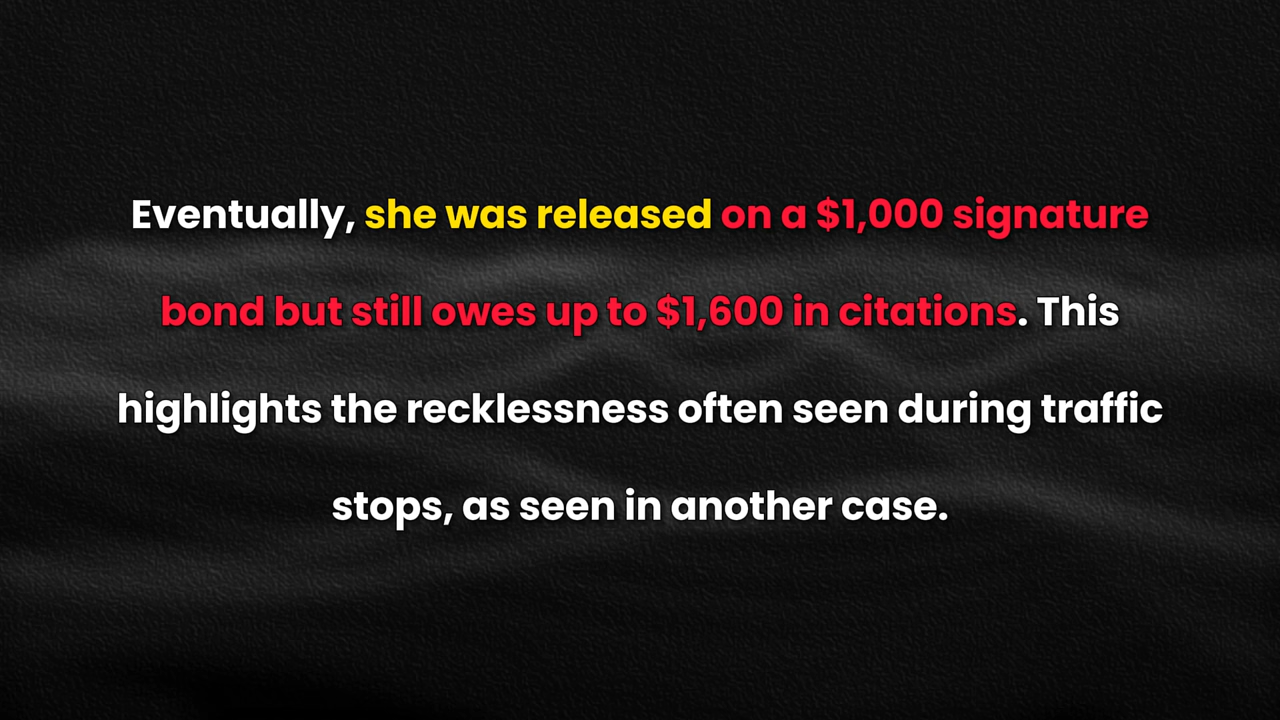 Eventually, she was released on a $1,000 signature
bond but still owes up to $1,600 in citations. This
highlights the recklessness often seen during traffic
stops, as seen in another case.